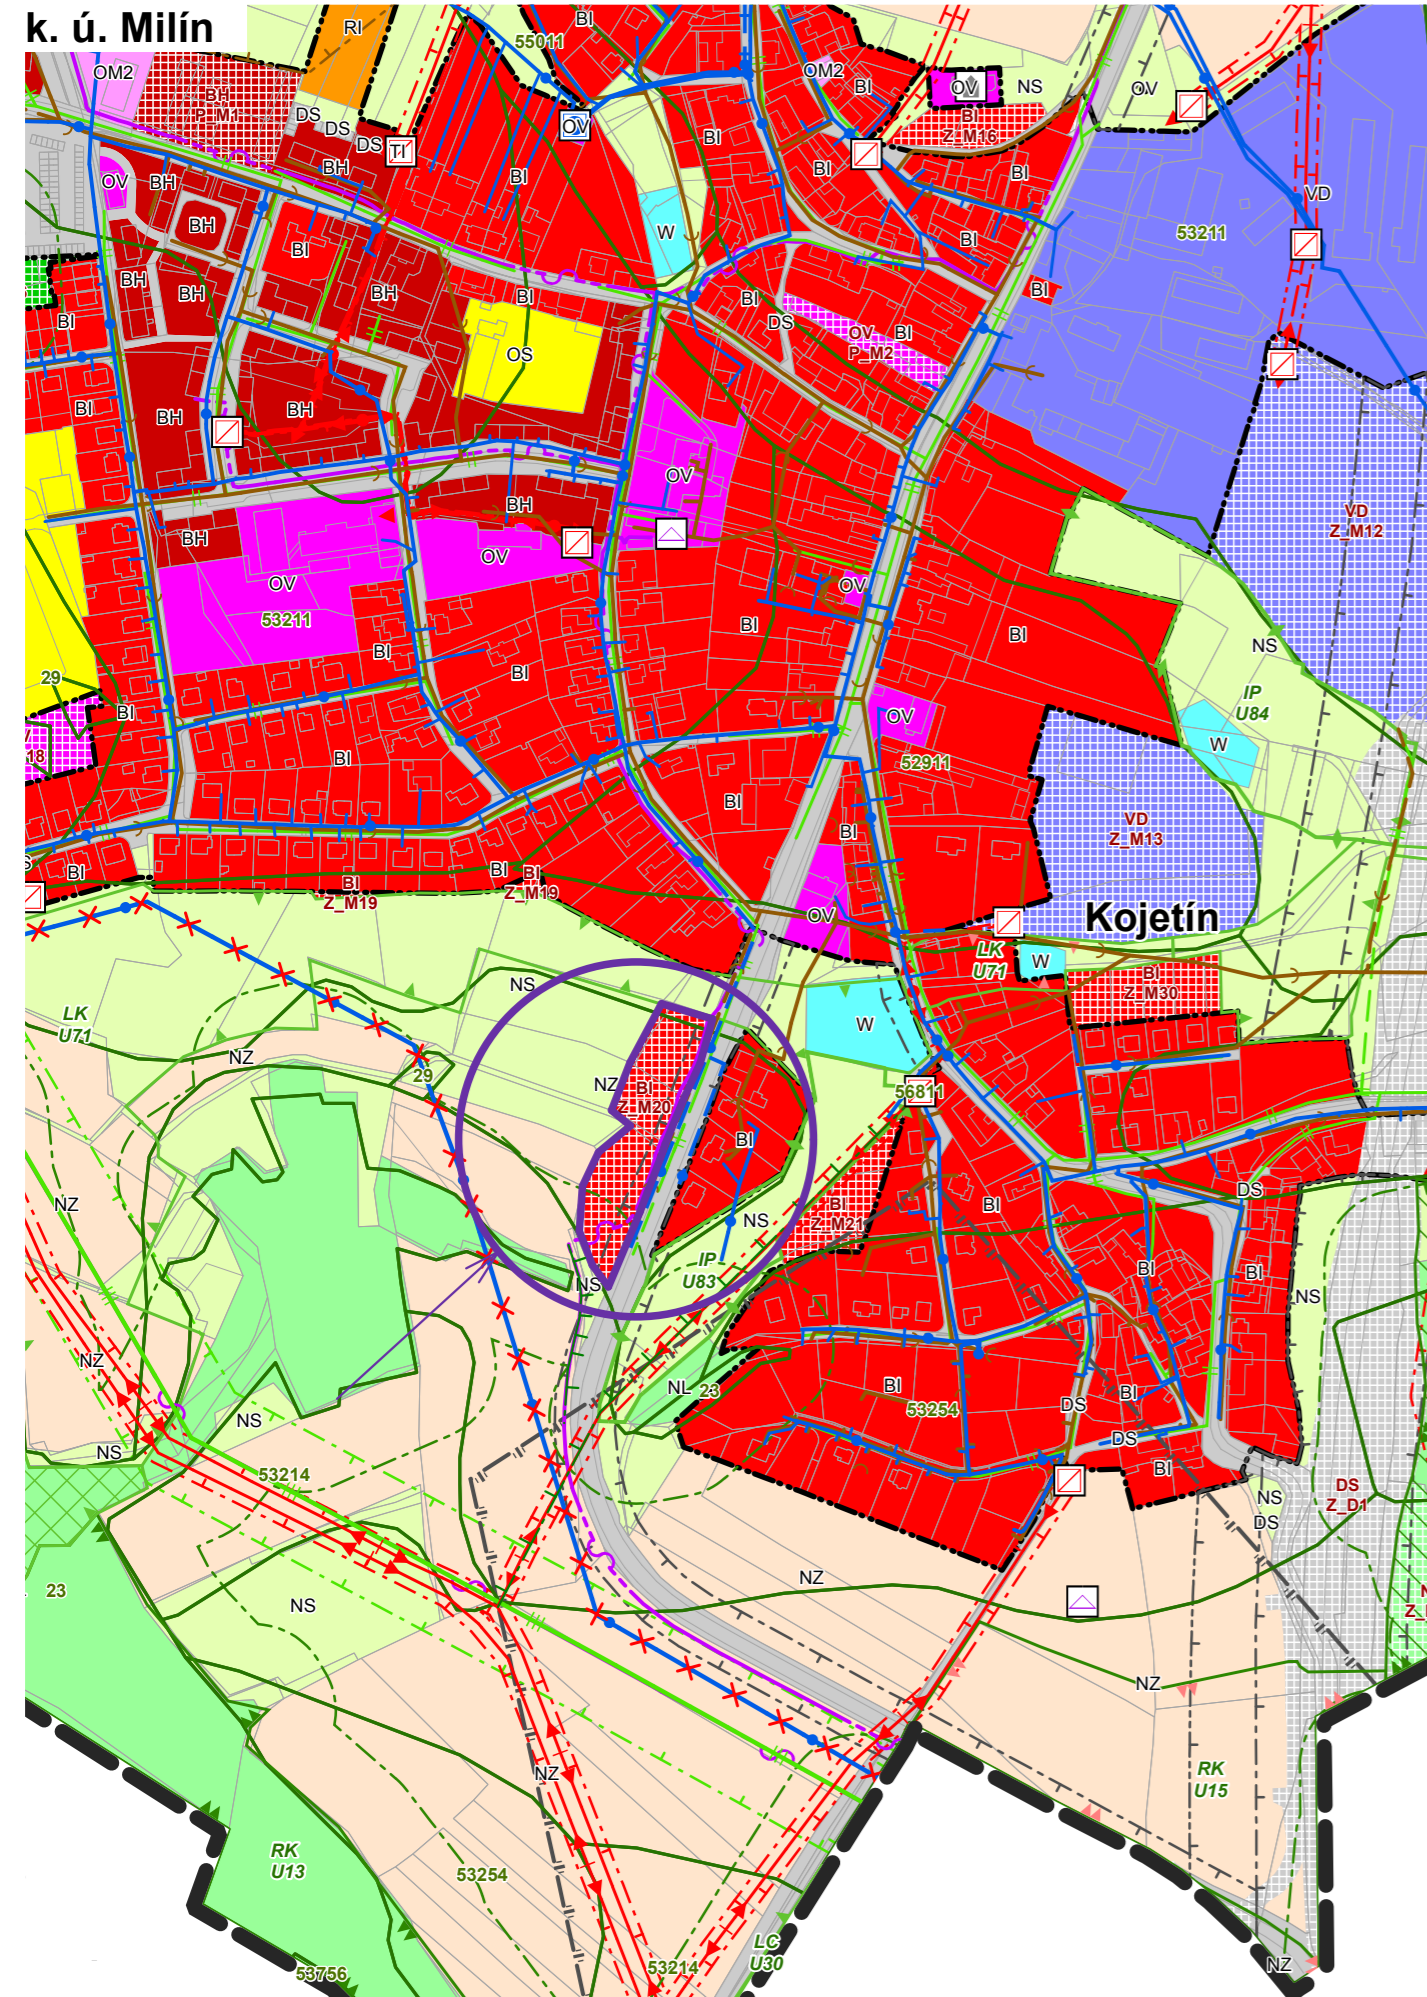 k. ú. Milín
RI
BI
55011
OM2
BH
P_M1
DS
DS
DS
TI
BH
OV
BI
OM2
BI
OV
NS
OV
BI
Z_M16
BI
BI
BI
VD
53211
OV
BH
BH
BI
W
BI
BH
BH
BH
BI
BI
BI
DS
OV
P_M2
BI
BI
OS
BI
BH
BH
OV
BH
VD
Z_M12
BH
OV
OV
53211
BI
OV
BI
BI
BI
NS
29
BI
18
IP
U84
W
OV
BI
52911
BI
BI
VD
Z_M13
S
BI
BI
Z_M19
BI
BI
Z_M19
OV
Kojetín
LK
U71
W
BI
Z_M30
NS
LK
U71
W
NZ
29
NZ
BI
Z_M20
56811
BI
NZ
NS
BI
Z_M21
BI
DS
IP
U83
NS
BI
BI
NS
NZ
NL
23
BI
53254
BI
DS
DS
NS
NS
53214
BI
DS
Z_D1
NS
DS
NZ
23
NS
Z_
NZ
NZ
RK
U15
RK
U13
53254
LC
U30
53214
53756
NZ